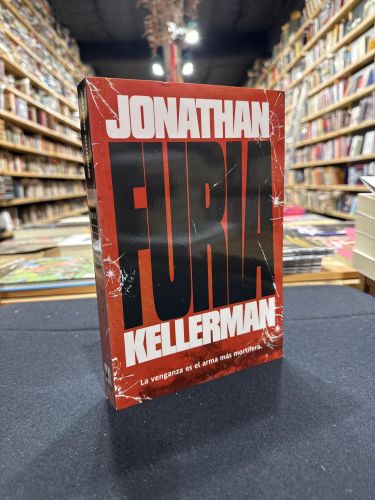 JONATHAN
FURIA
KELLERMAN
La venganza es el arma más mortífera.